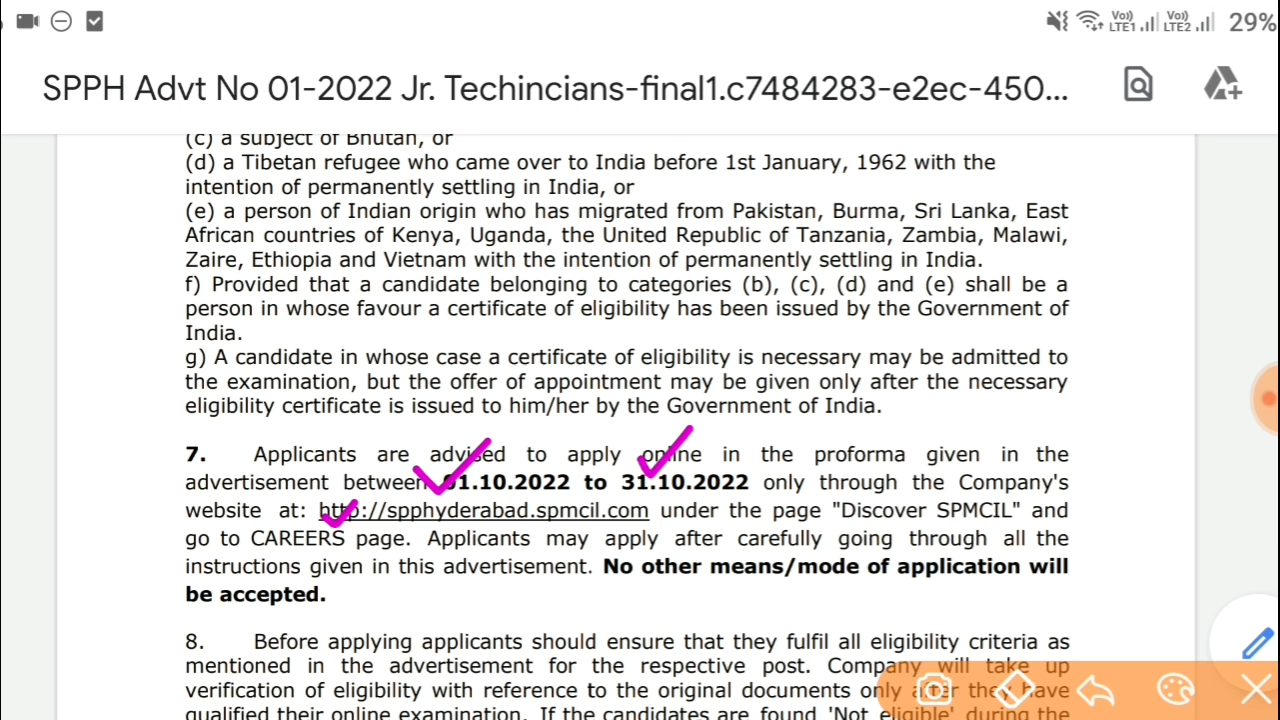 Vo)) LTE1 Vo)) LTE2 29%
SPPH Advt No 01-2022 Jr. Techincians-final1.c7484283-e2ec-450...
(c) a subject of Bhutan, or
(d) a Tibetan refugee who came over to India before 1st January, 1962 with the
intention of permanently settling in India, or
(e) a person of Indian origin who has migrated from Pakistan, Burma, Sri Lanka, East
African countries of Kenya, Uganda, the United Republic of Tanzania, Zambia, Malawi,
Zaire, Ethiopia and Vietnam with the intention of permanently settling in India.
f) Provided that a candidate belonging to categories (b), (c), (d) and (e) shall be a
person in whose favour a certificate of eligibility has been issued by the Government of
India.
g) A candidate in whose case a certificate of eligibility is necessary may be admitted to
the examination, but the offer of appointment may be given only after the necessary
eligibility certificate is issued to him/her by the Government of India.
7. Applicants are advised to apply online in the proforma given in the
advertisement between 01.10.2022 to 31.10.2022 only through the Company's
website at: http://spphyderabad.spmcil.com under the page "Discover SPMCIL" and
go to CAREERS page. Applicants may apply after carefully going through all the
instructions given in this advertisement. No other means/mode of application will
be accepted.
8. Before applying applicants should ensure that they fulfil all eligibility criteria as
mentioned in the advertisement for the respective post. Company will take up
verification of eligibility with reference to the original documents only after they have
qualified their online examination. If the candidates are found 'Not eligible' during the